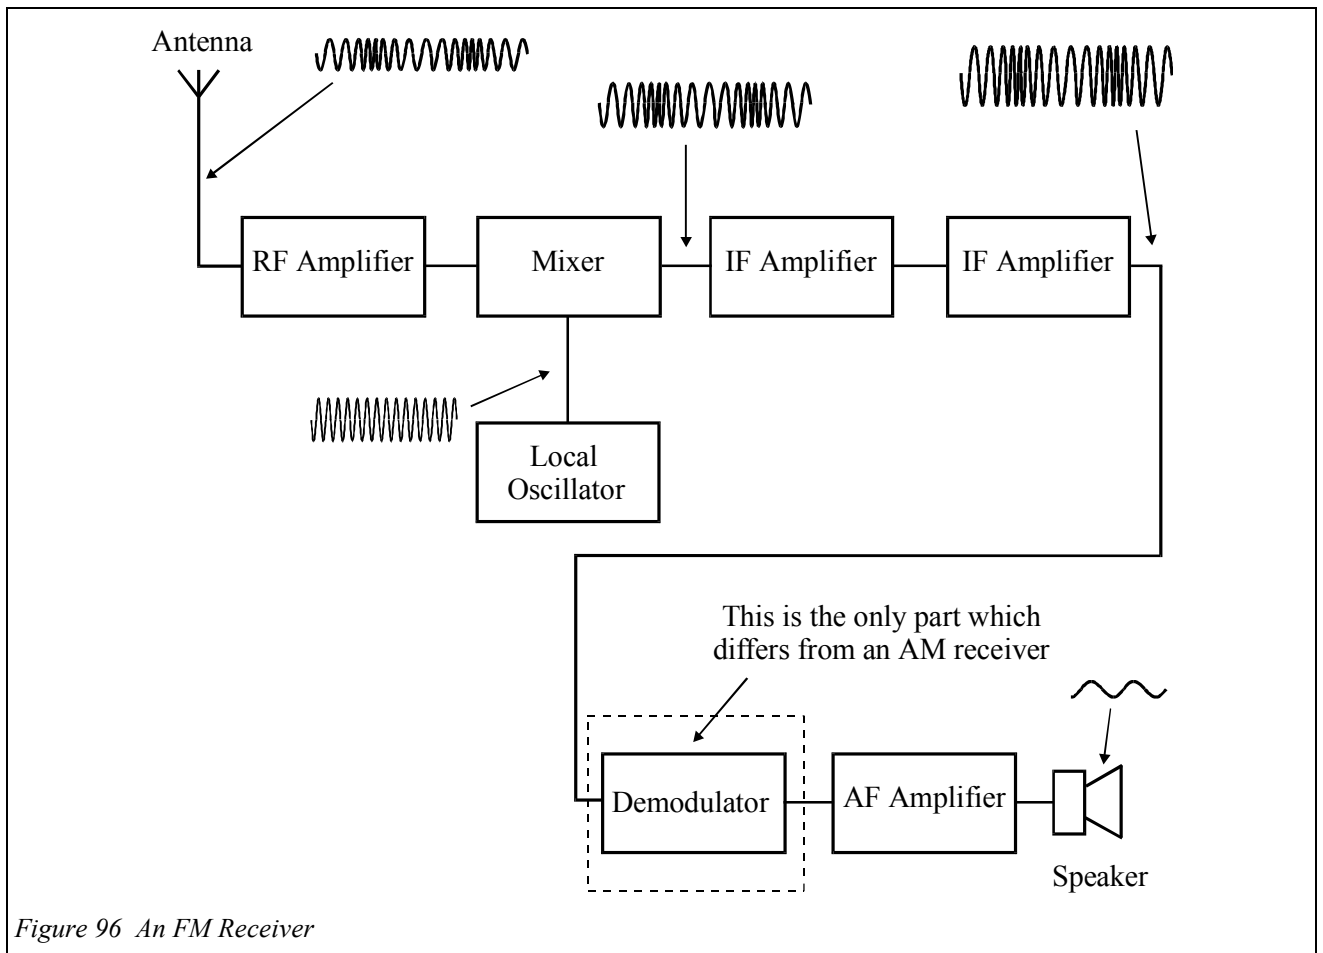 Antenna
RF Amplifier
Mixer
IF Amplifier
IF Amplifier
Local
Oscillator
This is the only part which
differs from an AM receiver
Demodulator
AF Amplifier
Speaker
Figure 96 An FM Receiver